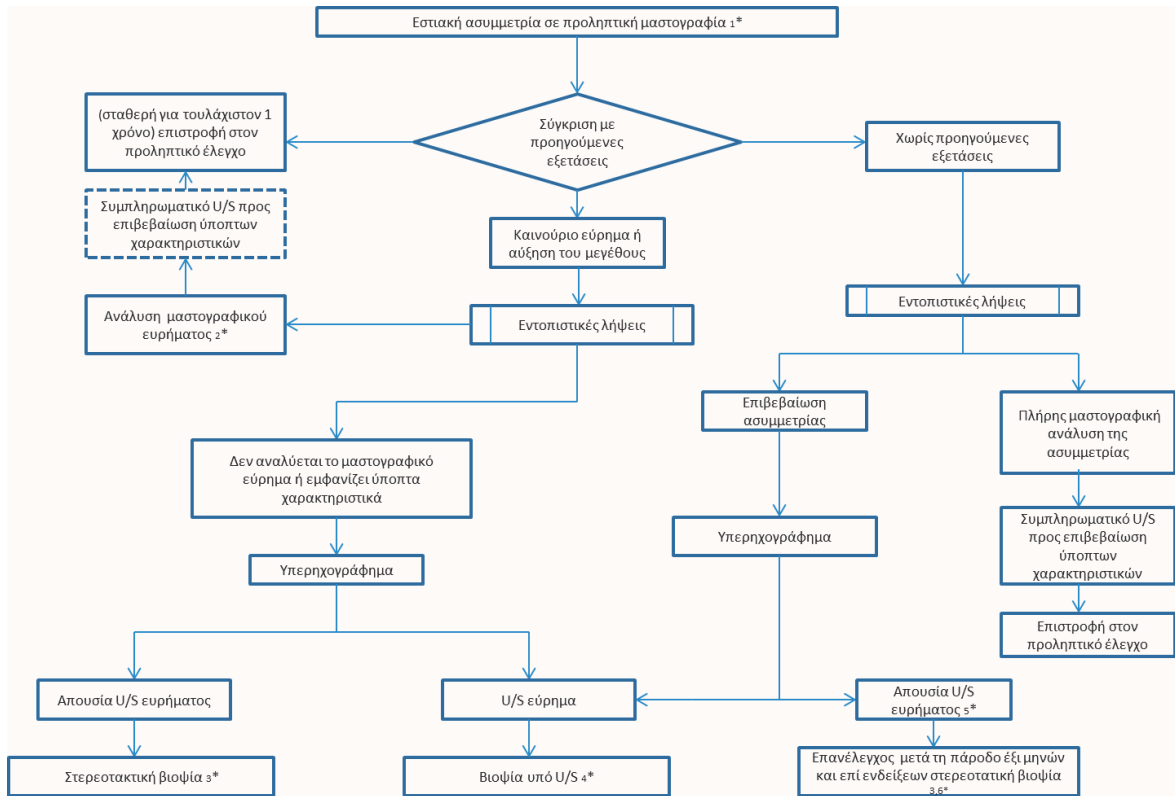 Εστιακή ασυμμετρία σε προληπτική μαστογραφία 1*
(σταθερή για τουλάχιστον 1
χρόνο) επιστροφή στον
προληπτικό έλεγχο
Σύγκριση με
προηγούμενες
εξετάσεις
Χωρίς προηγούμενες
εξετάσεις
Συμπληρωματικό U/S προς
επιβεβαίωση ύποπτων
χαρακτηριστικών
Καινούριο εύρημα ή
αύξηση του μεγέθους
Ανάλυση μαστογραφικού
ευρήματος 2*
Εντοπιστικές λήψεις
Εντοπιστικές λήψεις
Επιβεβαίωση
ασυμμετρίας
Πλήρης μαστογραφική
ανάλυση της
ασυμμετρίας
Δεν αναλύεται το μαστογραφικό
εύρημα ή εμφανίζει ύποπτα
χαρακτηριστικά
Υπερηχογράφημα
Συμπληρωματικό U/S
προς επιβεβαίωση
ύποπτων
χαρακτηριστικών
Υπερηχογράφημα
Επιστροφή στον
προληπτικό έλεγχο
Απουσία U/S ευρήματος
U/S εύρημα
Απουσία U/S
ευρήματος 5*
Στερεοτακτική βιοψία 3*
Βιοψία υπό U/S 4*
Επανέλεγχος μετά τη πάροδο έξι μηνών
και επί ενδείξεων στερεοτατική βιοψία
3,6*